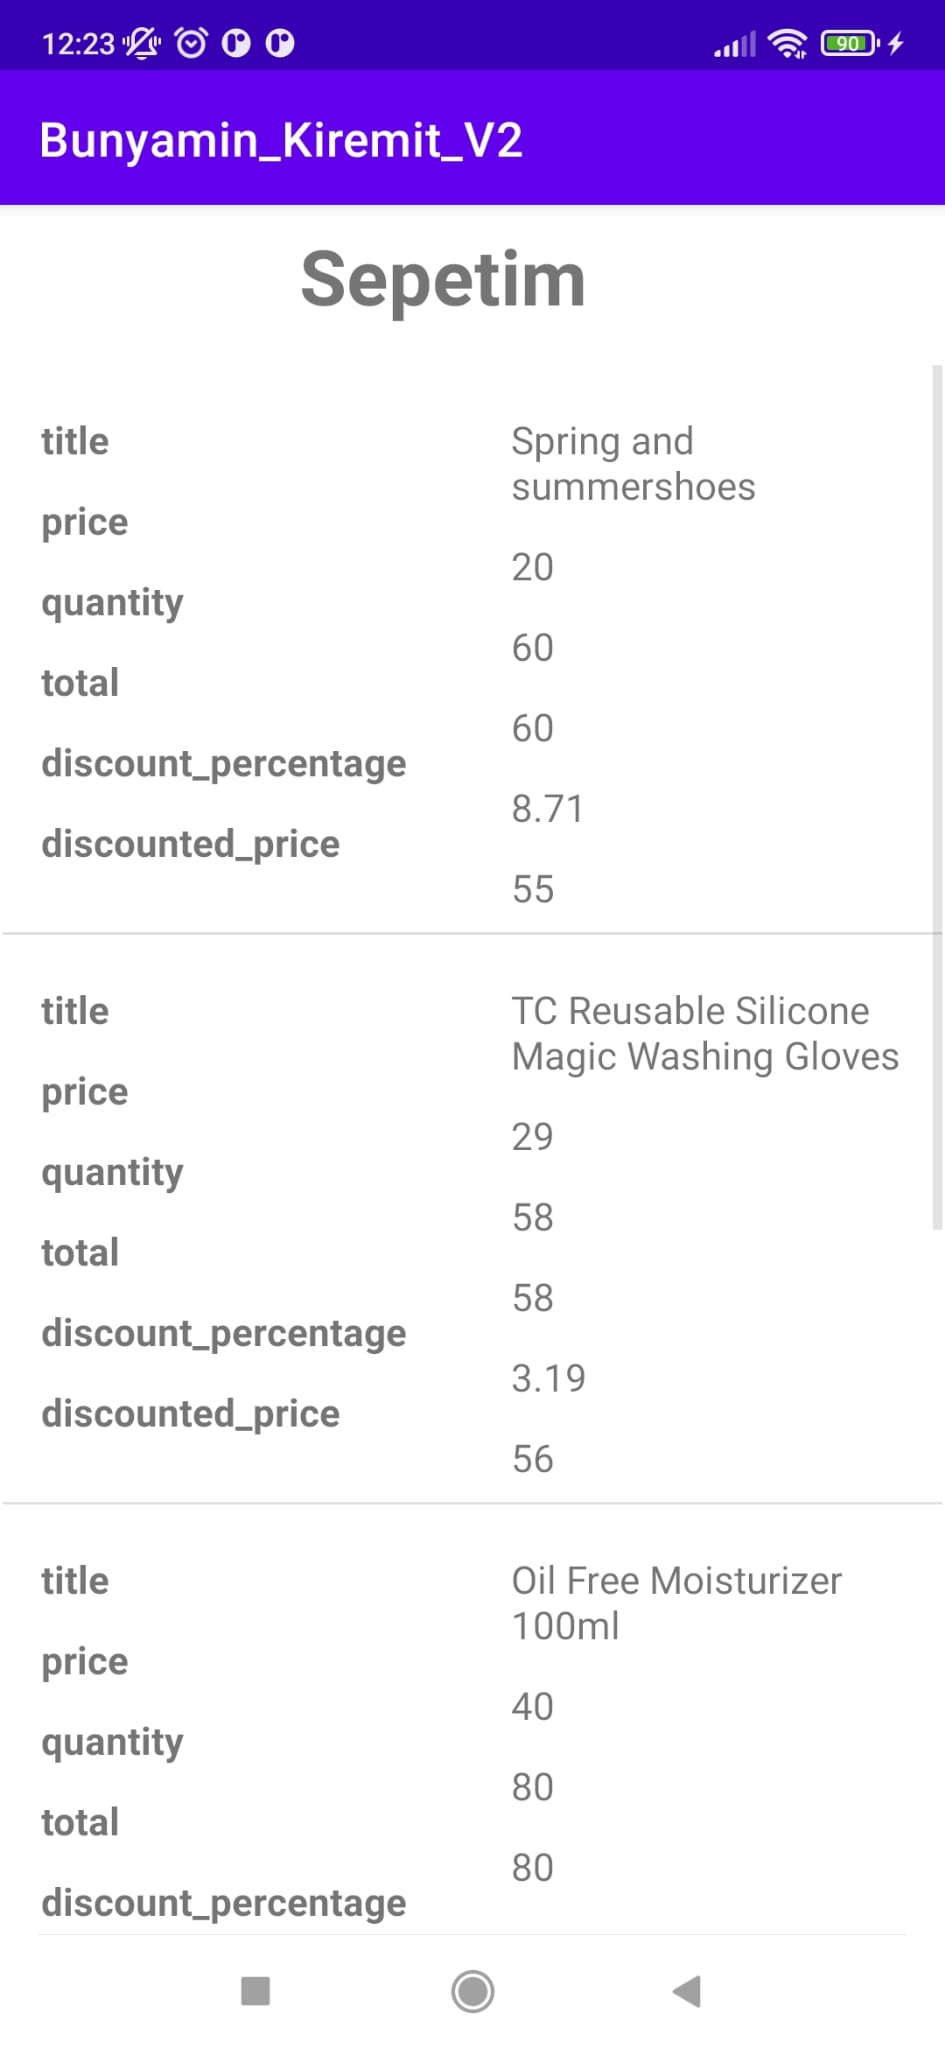 12:23
90
Bunyamin_Kiremit_V2
Sepetim
title
Spring and
summershoes
price
20
quantity
60
total
60
discount_percentage
8.71
discounted_price
55
title
TC Reusable Silicone
Magic Washing Gloves
price
29
quantity
58
total
58
discount_percentage
3.19
discounted_price
56
title
Oil Free Moisturizer
100ml
price
40
quantity
80
total
80
discount_percentage